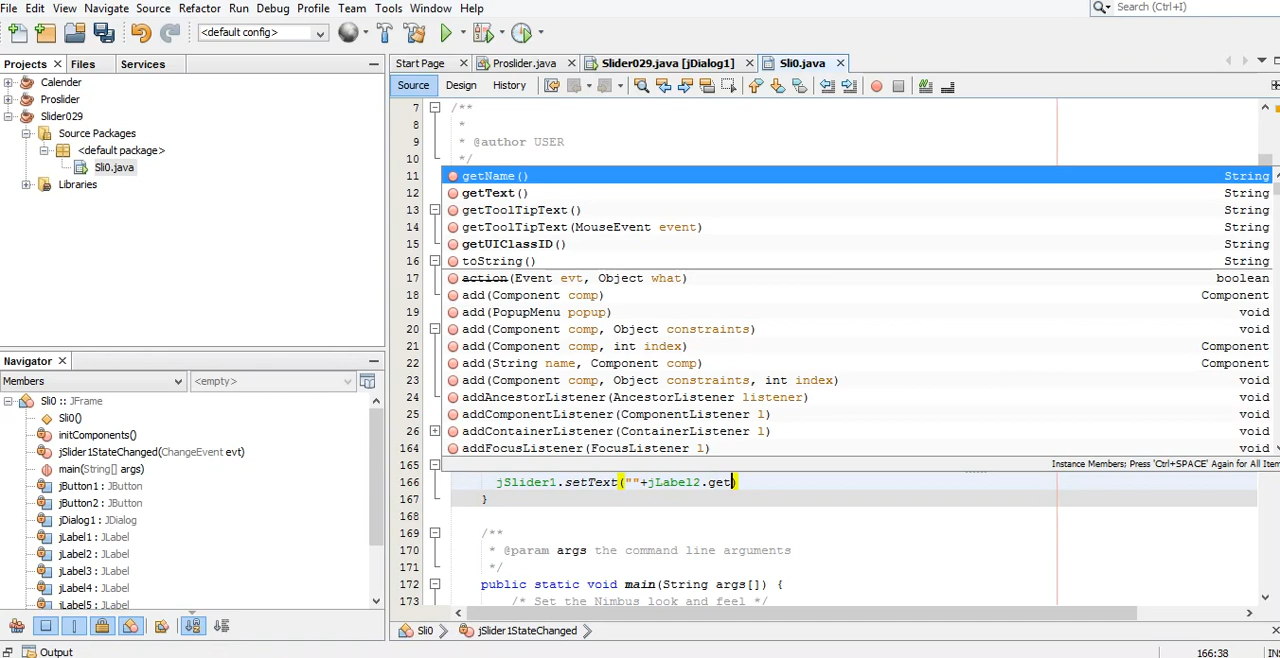 File Edit View Navigate Source Refactor Run Debug Profile Team Tools Window Help Search (Ctrl+I)
<default config>
Projects Files Services
Calender
Proslider
Slider029
Source Packages
<default package>
Sli0.java
Libraries
Navigator
Members <empty>
Sli0 :: JFrame
Sli0()
initComponents()
jSlider1StateChanged(ChangeEvent evt)
main(String[] args)
jButton1 : JButton
jButton2 : JButton
jDialog1 : JDialog
jLabel1 : JLabel
jLabel2 : JLabel
jLabel3 : JLabel
jLabel4 : JLabel
jLabel5 : JLabel
Output
Start Page Proslider.java Slider029.java [jDialog1] Sli0.java
Source Design History
7 /**
8 *
9 * @author USER
10 */
11 getName() String
12 getText() String
13 getToolTipText() String
14 getToolTipText(MouseEvent event) String
15 getUIClassID() String
16 toString() String
17 action(Event evt, Object what) boolean
18 add(Component comp) Component
19 add(PopupMenu popup) void
20 add(Component comp, Object constraints) void
21 add(Component comp, int index) Component
22 add(String name, Component comp) Component
23 add(Component comp, Object constraints, int index) void
24 addAncestorListener(AncestorListener listener) void
25 addComponentListener(ComponentListener l) void
26 addContainerListener(ContainerListener l) void
164 addFocusListener(FocusListener l) void
165 Instance Members; Press 'Ctrl+SPACE' Again for All Item
166 jSlider1.setText(""+jLabel2.get)
167 }
168
169 /**
170 * @param args the command line arguments
171 */
172 public static void main(String args[]) {
173 /* Set the Nimbus look and feel */
Sli0 jSlider1StateChanged
166:38 INS